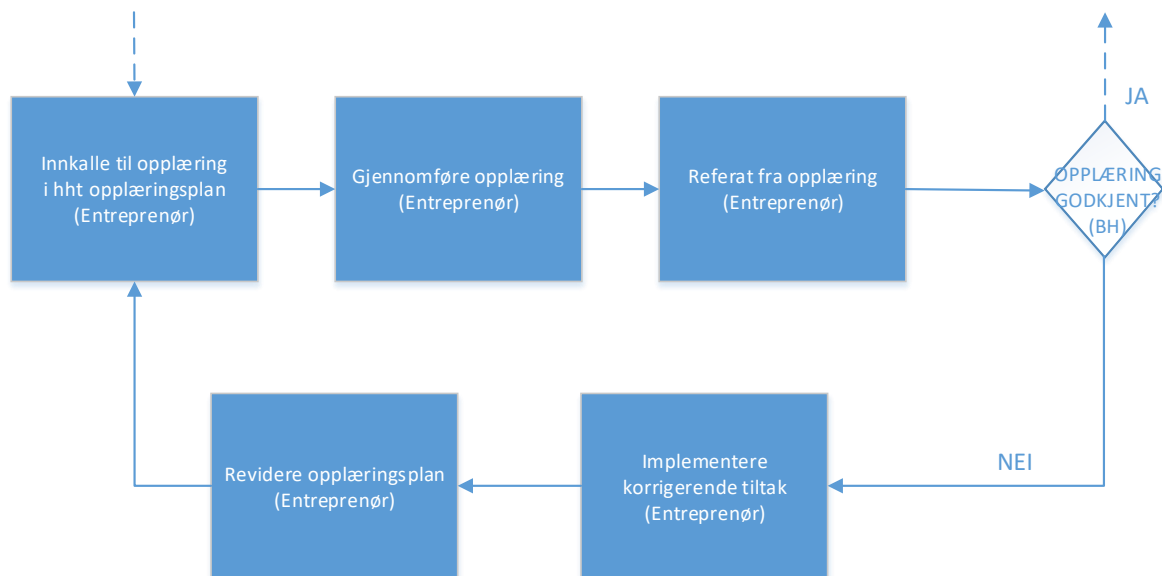 Innkalle til opplæring
i hht opplæringsplan
(Entreprenør)
Gjennomføre opplæring
(Entreprenør)
Referat fra opplæring
(Entreprenør)
JA
OPPLÆRING
GODKJENT?
(BH)
NEI
Implementere
korrigerende tiltak
(Entreprenør)
Revidere opplæringsplan
(Entreprenør)